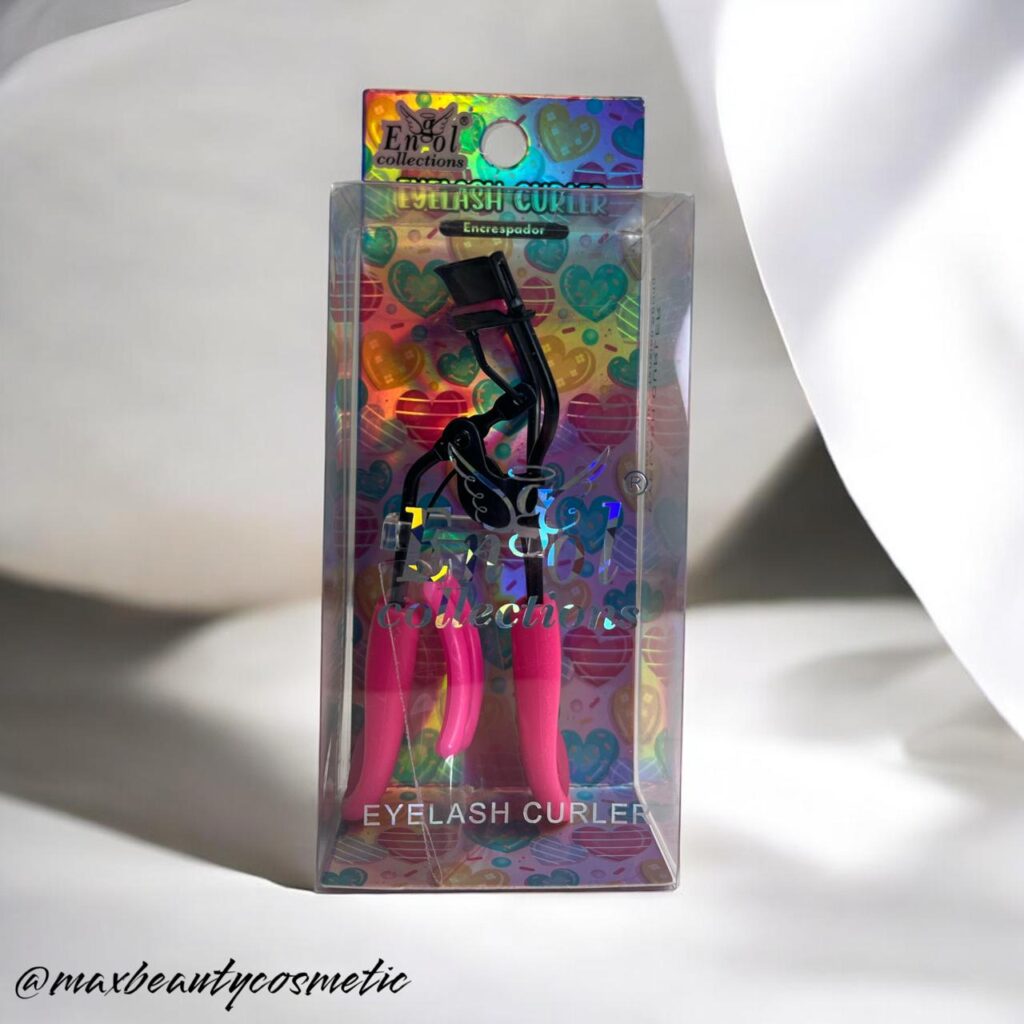 Engol®
collections
EYELASH CURLER
Encrespador
®
Engol
collections
EYELASH CURLER
@maxbeautycosmetic